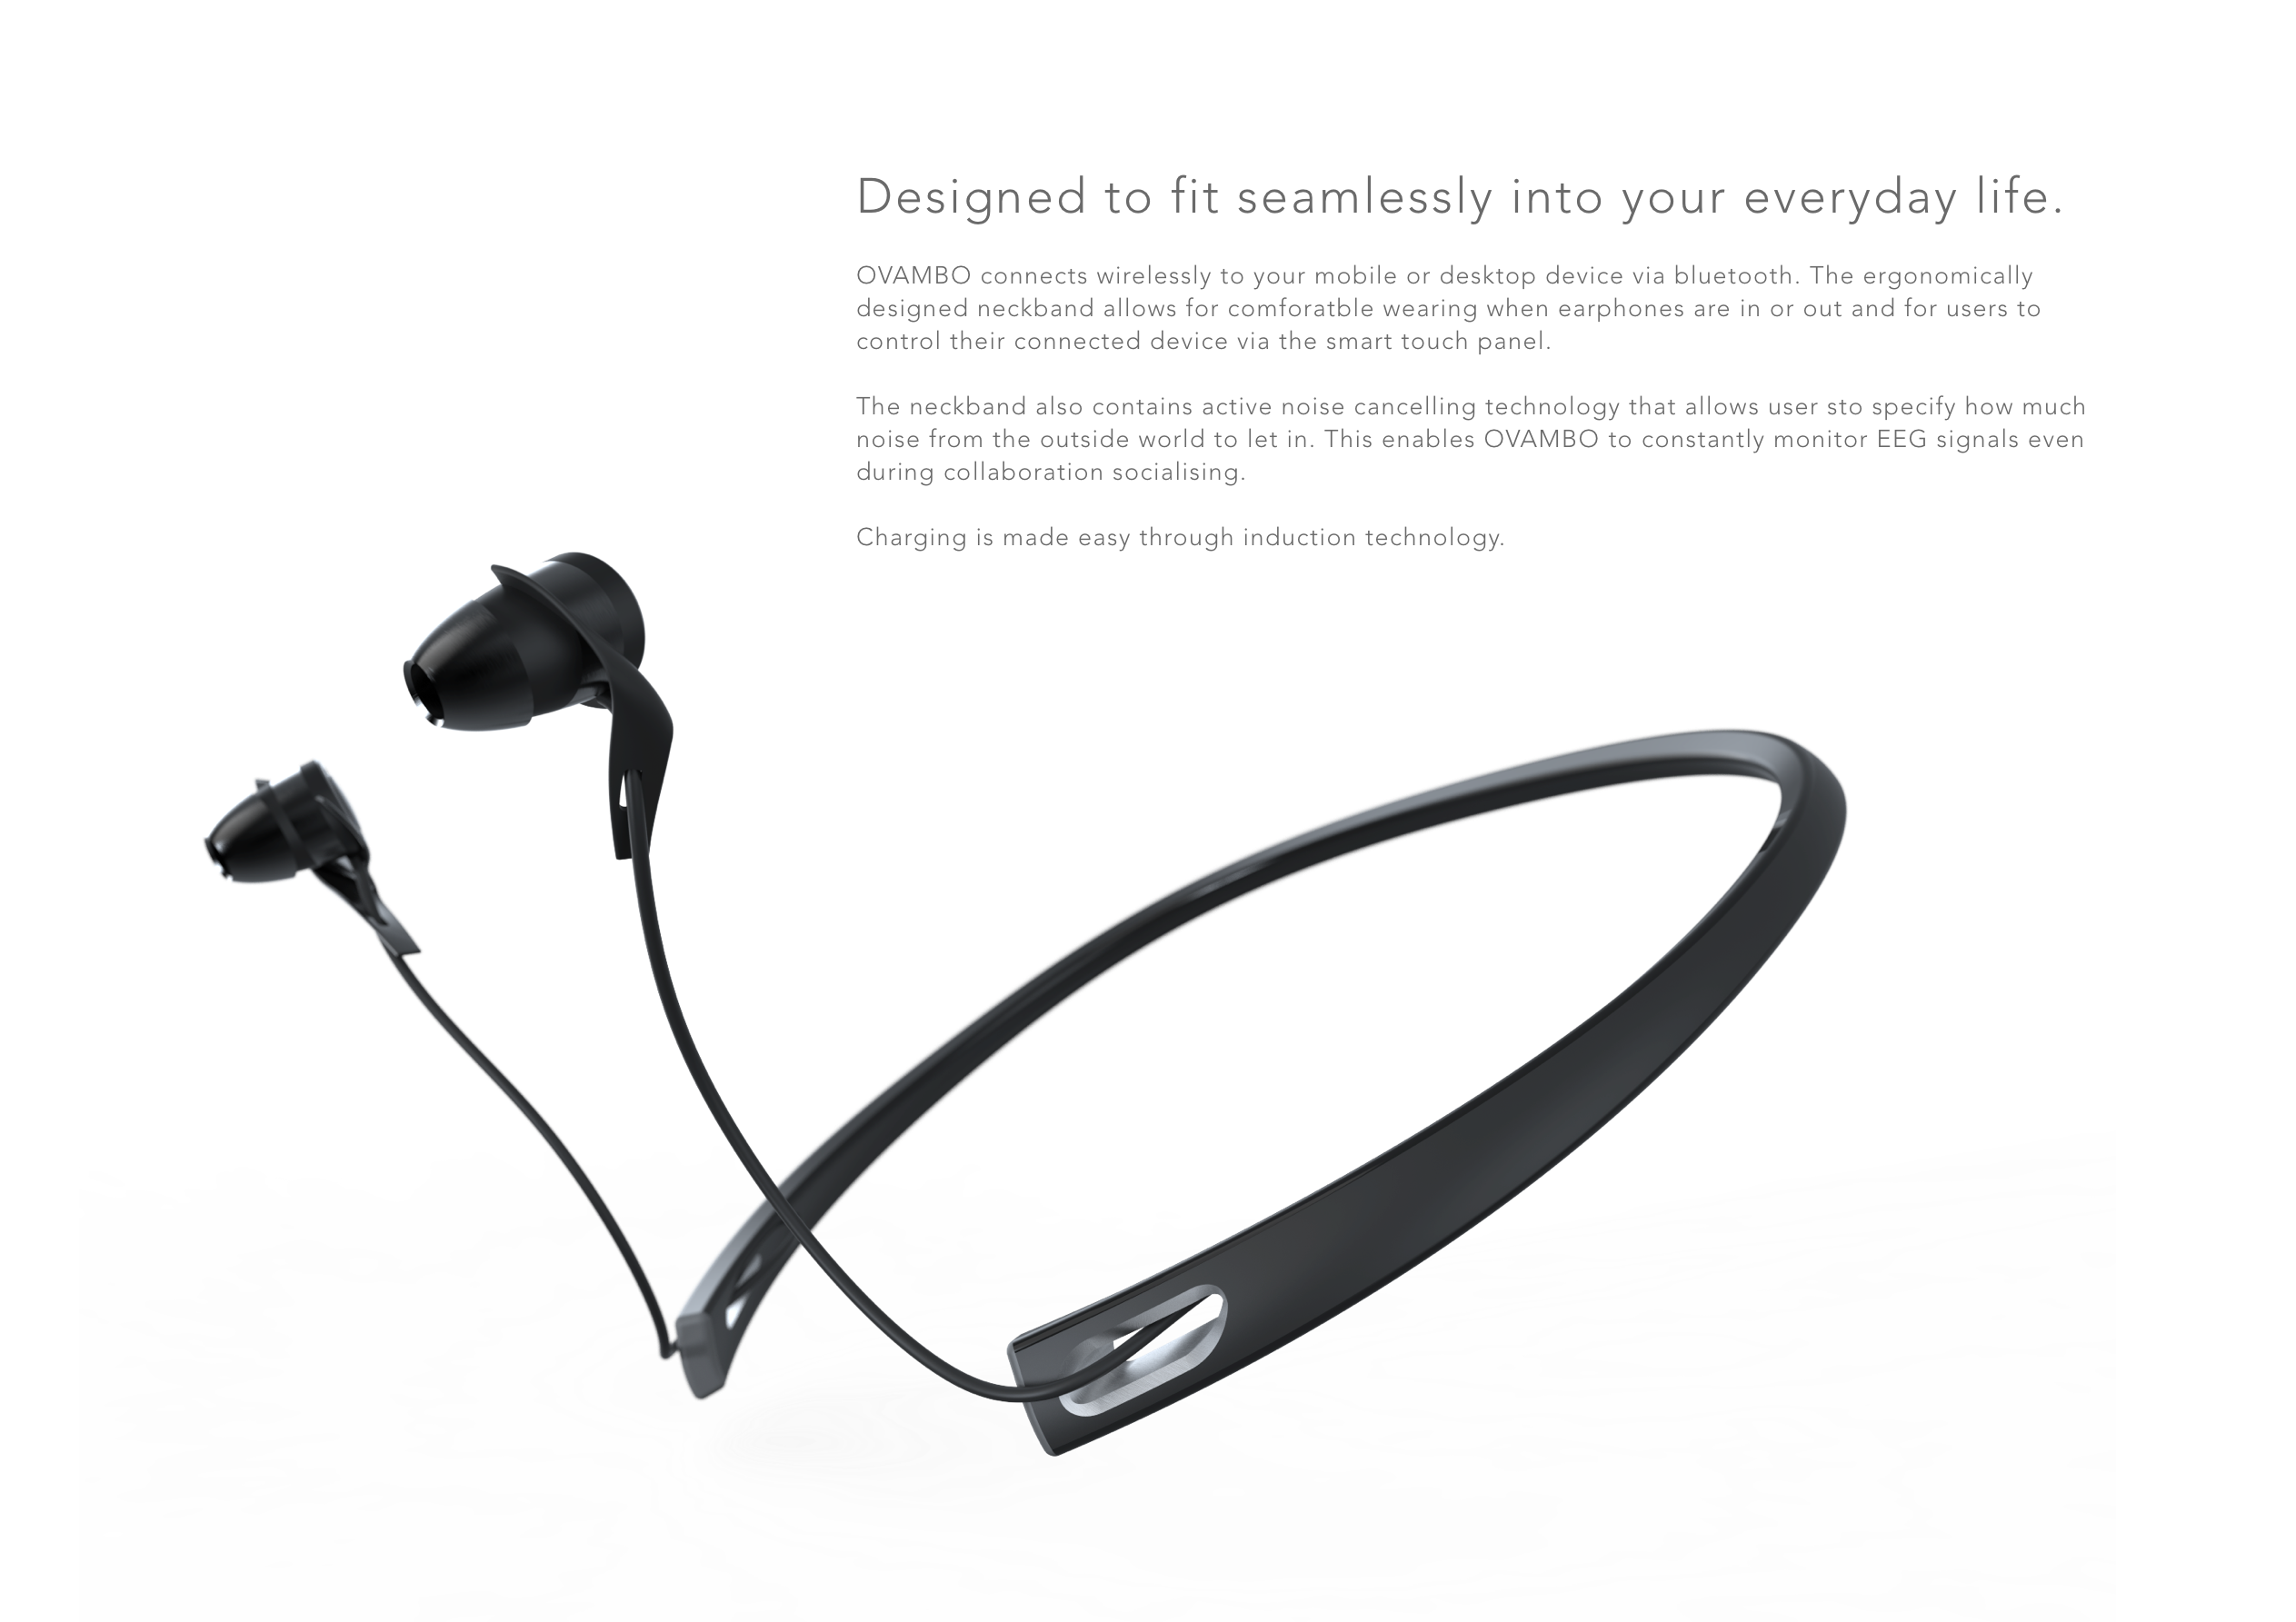 Designed to fit seamlessly into your everyday life.
OVAMBO connects wirelessly to your mobile or desktop device via bluetooth. The ergonomically
designed neckband allows for comforatble wearing when earphones are in or out and for users to
control their connected device via the smart touch panel.
The neckband also contains active noise cancelling technology that allows user sto specify how much
noise from the outside world to let in. This enables OVAMBO to constantly monitor EEG signals even
during collaboration socialising.
Charging is made easy through induction technology.